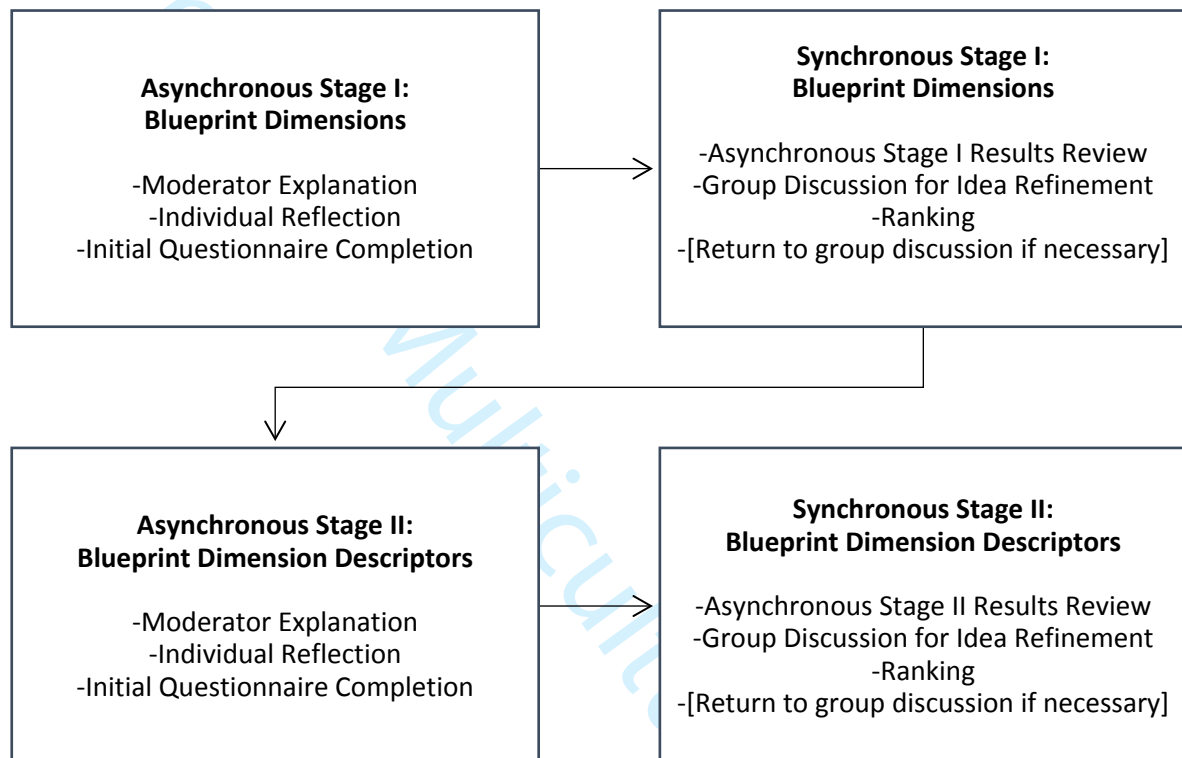 Asynchronous Stage I:
Blueprint Dimensions
-Moderator Explanation
-Individual Reflection
-Initial Questionnaire Completion
Synchronous Stage I:
Blueprint Dimensions
-Asynchronous Stage I Results Review
-Group Discussion for Idea Refinement
-Ranking
-[Return to group discussion if necessary]
Asynchronous Stage II:
Blueprint Dimension Descriptors
-Moderator Explanation
-Individual Reflection
-Initial Questionnaire Completion
Synchronous Stage II:
Blueprint Dimension Descriptors
-Asynchronous Stage II Results Review
-Group Discussion for Idea Refinement
-Ranking
-[Return to group discussion if necessary]